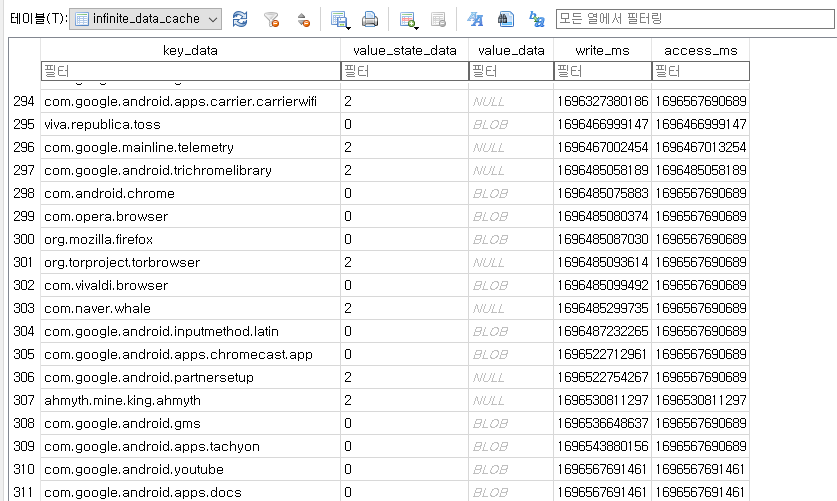 테이블(T): infinite_data_cache 모든 열에서 필터링
key_data value_state_data value_data write_ms access_ms
필터 필터 필터 필터 필터
294 com.google.android.apps.carrier.carrierwifi 2 NULL 1696327380186 1696567690689
295 viva.republica.toss 0 BLOB 1696466999147 1696466999147
296 com.google.mainline.telemetry 2 NULL 1696467002454 1696467013254
297 com.google.android.trichromelibrary 2 NULL 1696485058189 1696485058189
298 com.android.chrome 0 BLOB 1696485075883 1696567690689
299 com.opera.browser 0 BLOB 1696485080374 1696567690689
300 org.mozilla.firefox 0 BLOB 1696485087030 1696567690689
301 org.torproject.torbrowser 2 NULL 1696485093614 1696567690689
302 com.vivaldi.browser 0 BLOB 1696485099492 1696567690689
303 com.naver.whale 2 NULL 1696485299735 1696567690689
304 com.google.android.inputmethod.latin 0 BLOB 1696487232265 1696567690689
305 com.google.android.apps.chromecast.app 0 BLOB 1696522712961 1696567690689
306 com.google.android.partnersetup 2 NULL 1696522754267 1696567690689
307 ahmyth.mine.king.ahmyth 2 NULL 1696530811297 1696530811297
308 com.google.android.gms 0 BLOB 1696536648637 1696567690689
309 com.google.android.apps.tachyon 0 BLOB 1696543880156 1696567690689
310 com.google.android.youtube 0 BLOB 1696567691461 1696567691461
311 com.google.android.apps.docs 0 BLOB 1696567691461 1696567691461